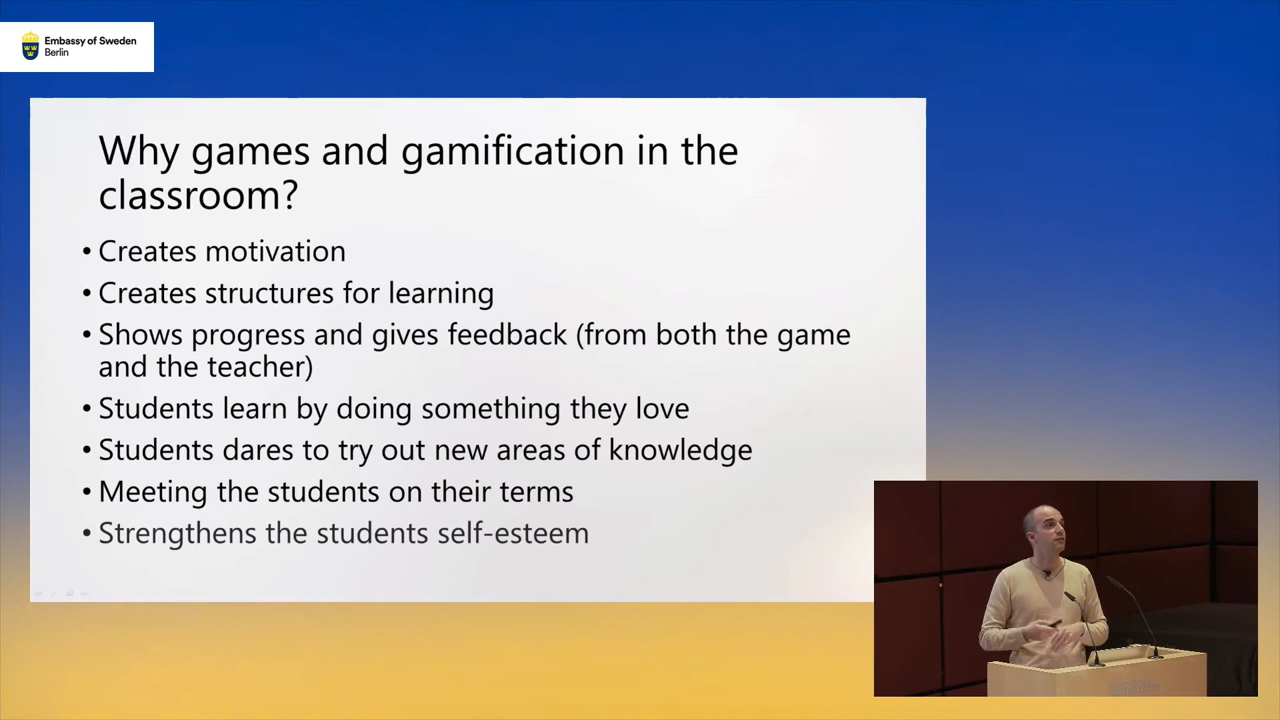 Embassy of Sweden
Berlin
Why games and gamification in the
classroom?
• Creates motivation
• Creates structures for learning
• Shows progress and gives feedback (from both the game
and the teacher)
• Students learn by doing something they love
• Students dares to try out new areas of knowledge
• Meeting the students on their terms
• Strengthens the students self-esteem